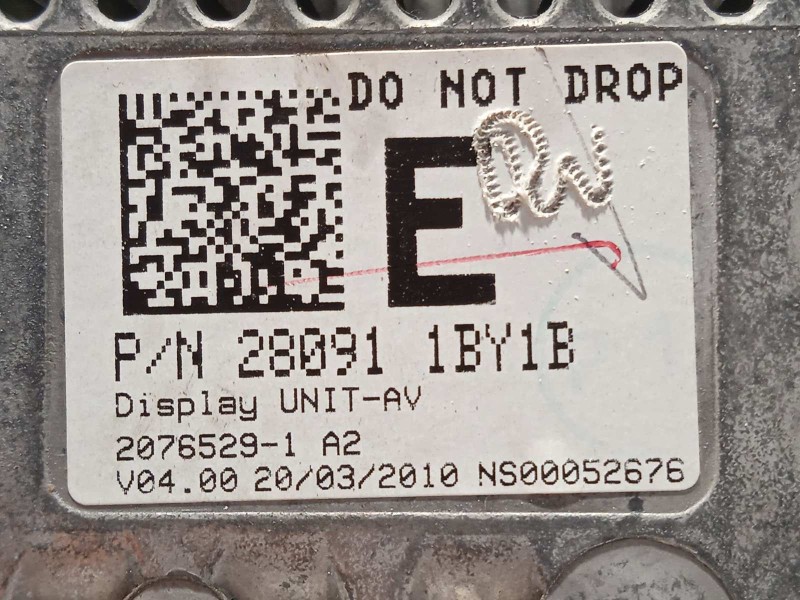 DO NOT DROP
E
P/N 28091 1BY1B
Display UNIT-AV
2076529-1 A2
V04.00 20/03/2010 NS00052676